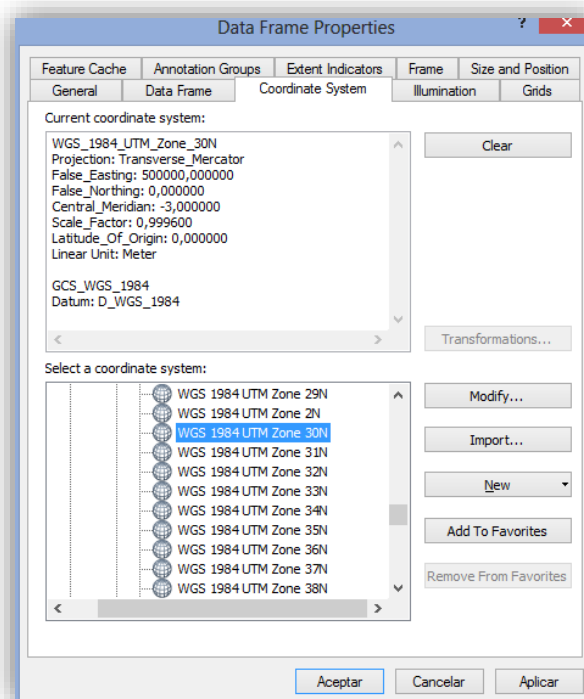 Data Frame Properties
?
×
Feature Cache Annotation Groups Extent Indicators Frame Size and Position
General Data Frame Coordinate System Illumination Grids
Current coordinate system:
WGS_1984_UTM_Zone_30N
Projection: Transverse_Mercator
False_Easting: 500000,000000
False_Northing: 0,000000
Central_Meridian: -3,000000
Scale_Factor: 0,999600
Latitude_Of_Origin: 0,000000
Linear Unit: Meter
GCS_WGS_1984
Datum: D_WGS_1984
Clear
Transformations...
Select a coordinate system:
WGS 1984 UTM Zone 29N
WGS 1984 UTM Zone 2N
WGS 1984 UTM Zone 30N
WGS 1984 UTM Zone 31N
WGS 1984 UTM Zone 32N
WGS 1984 UTM Zone 33N
WGS 1984 UTM Zone 34N
WGS 1984 UTM Zone 35N
WGS 1984 UTM Zone 36N
WGS 1984 UTM Zone 37N
WGS 1984 UTM Zone 38N
Modify...
Import...
New
Add To Favorites
Remove From Favorites
Aceptar Cancelar Aplicar